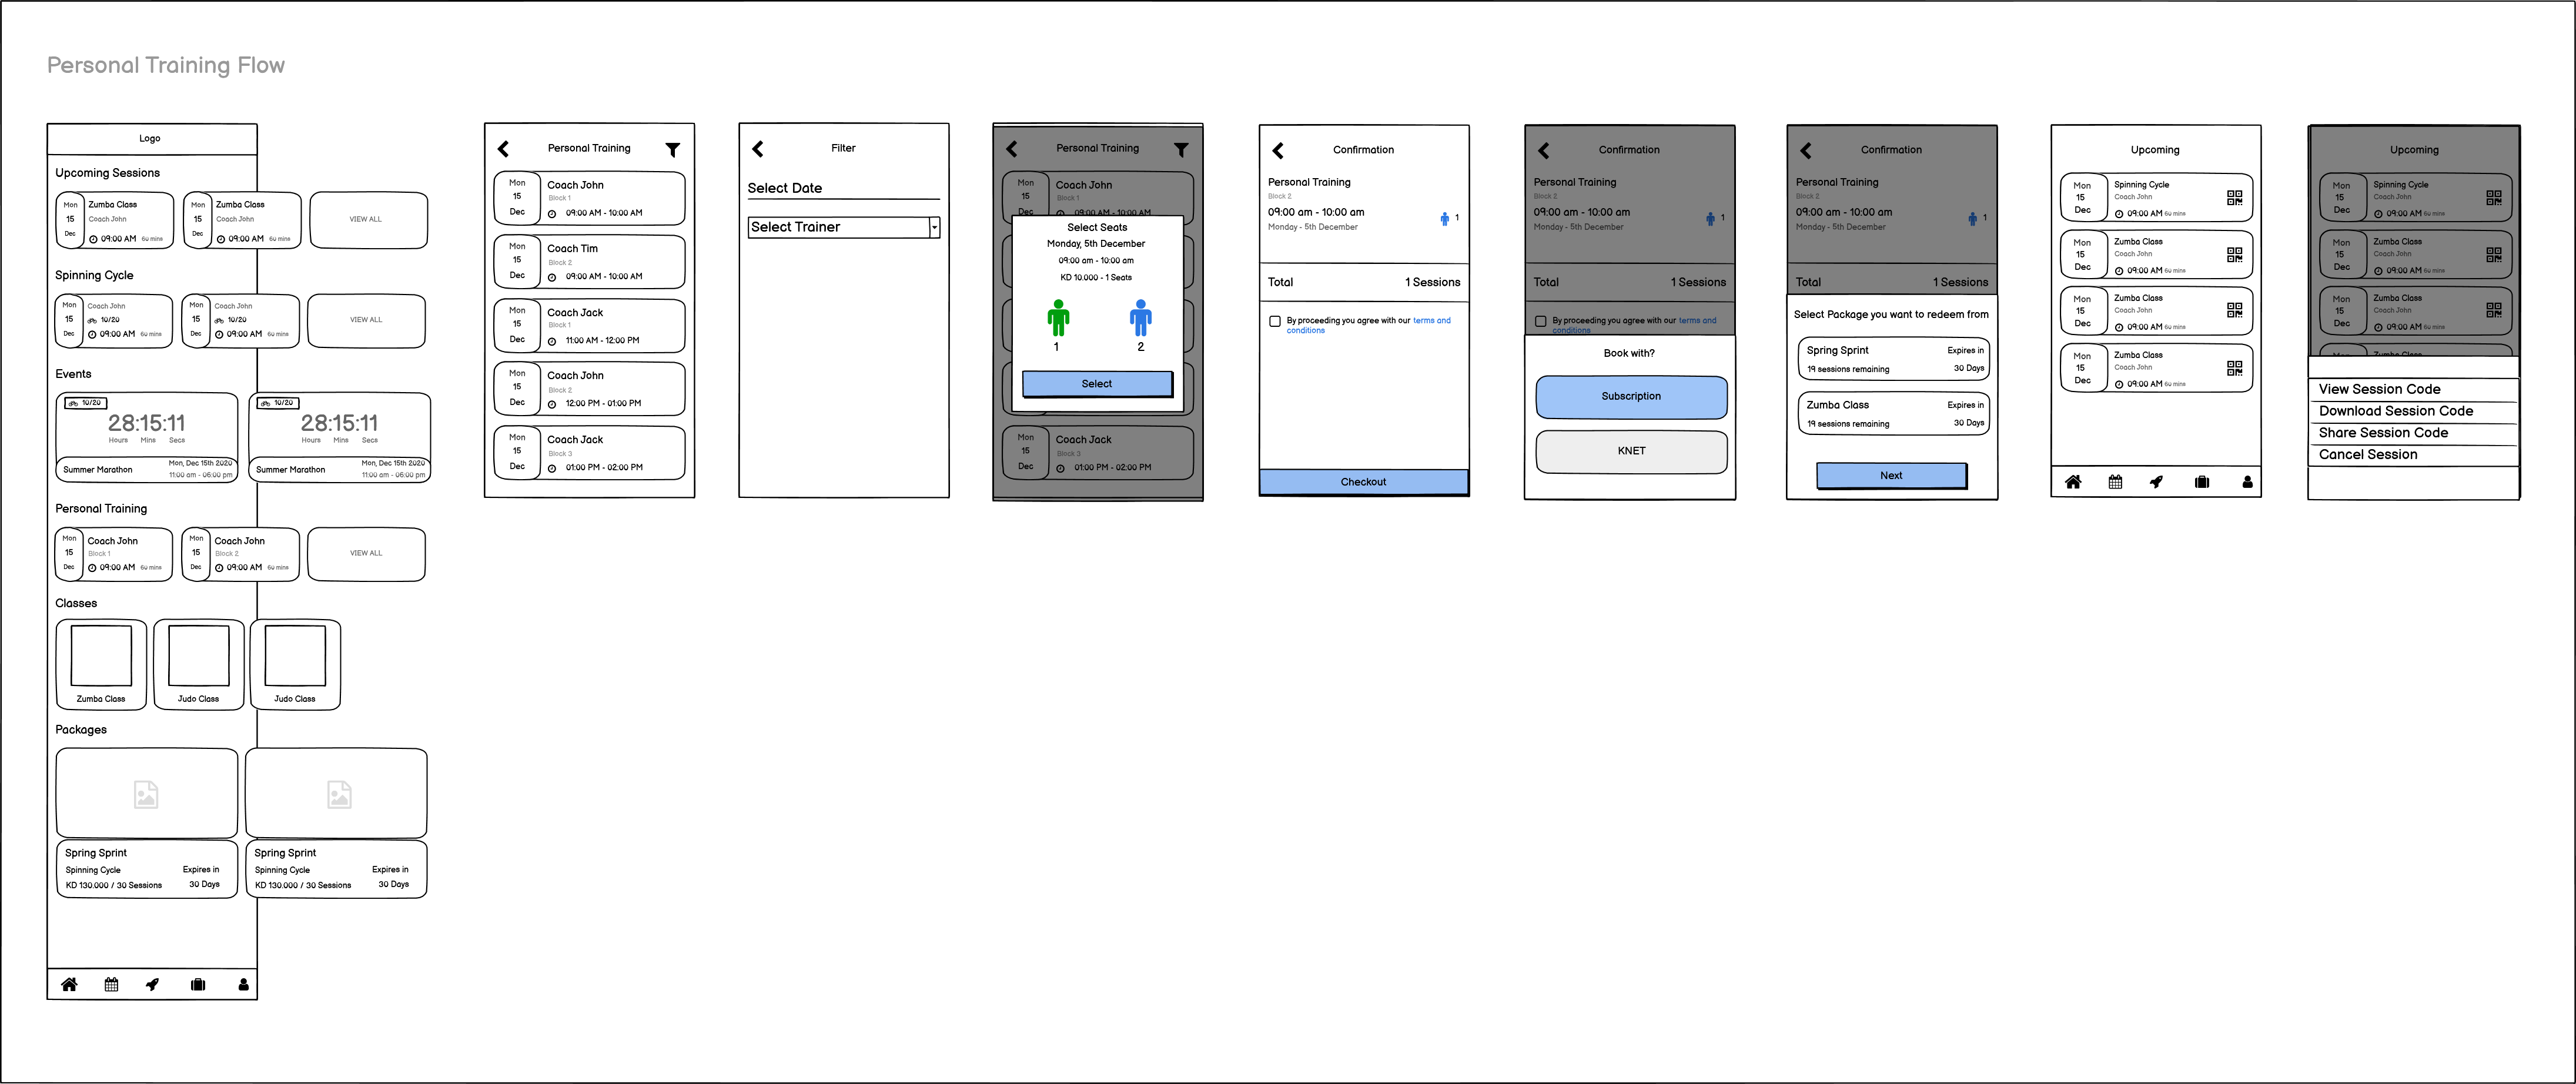 Personal Training Flow
Logo
Upcoming Sessions
Mon
15
Dec
Zumba Class
Coach John
09:00 AM 60 mins
Mon
15
Dec
Zumba Class
Coach John
09:00 AM 60 mins
VIEW ALL
Spinning Cycle
Mon
15
Dec
Coach John
10/20
09:00 AM 60 mins
Mon
15
Dec
Coach John
10/20
09:00 AM 60 mins
VIEW ALL
Events
10/20
28:15:11
Hours Mins Secs
Summer Marathon
Mon, Dec 15th 2020
11:00 am - 06:00 pm
10/20
28:15:11
Hours Mins Secs
Summer Marathon
Mon, Dec 15th 2020
11:00 am - 06:00 pm
Personal Training
Mon
15
Dec
Coach John
Block 1
09:00 AM 60 mins
Mon
15
Dec
Coach John
Block 2
09:00 AM 60 mins
VIEW ALL
Classes
Zumba Class
Judo Class
Judo Class
Packages
Spring Sprint
Spinning Cycle Expires in
KD 130.000 / 30 Sessions 30 Days
Spring Sprint
Spinning Cycle Expires in
KD 130.000 / 30 Sessions 30 Days
Personal Training
Mon
15
Dec
Coach John
Block 1
09:00 AM - 10:00 AM
Mon
15
Dec
Coach Tim
Block 2
09:00 AM - 10:00 AM
Mon
15
Dec
Coach Jack
Block 1
11:00 AM - 12:00 PM
Mon
15
Dec
Coach John
Block 2
12:00 PM - 01:00 PM
Mon
15
Dec
Coach Jack
Block 3
01:00 PM - 02:00 PM
Filter
Select Date
Select Trainer
Personal Training
Mon
15
Coach John
Block 1
09:00 AM - 10:00 AM
Select Seats
Monday, 5th December
09:00 am - 10:00 am
KD 10.000 - 1 Seats
1 2
Select
Mon
15
Dec
Coach Jack
Block 3
01:00 PM - 02:00 PM
Confirmation
Personal Training
Block 2
09:00 am - 10:00 am
1
Monday - 5th December
Total 1 Sessions
By proceeding you agree with our terms and
conditions
Checkout
Confirmation
Personal Training
Block 2
09:00 am - 10:00 am
1
Monday - 5th December
Total 1 Sessions
By proceeding you agree with our terms and
conditions
Book with?
Subscription
KNET
Confirmation
Personal Training
Block 2
09:00 am - 10:00 am
1
Monday - 5th December
Total 1 Sessions
Select Package you want to redeem from
Spring Sprint Expires in
19 sessions remaining 30 Days
Zumba Class Expires in
19 sessions remaining 30 Days
Next
Upcoming
Mon
15
Dec
Spinning Cycle
Coach John
09:00 AM 60 mins
Mon
15
Dec
Zumba Class
Coach John
09:00 AM 60 mins
Mon
15
Dec
Zumba Class
Coach John
09:00 AM 60 mins
Mon
15
Dec
Zumba Class
Coach John
09:00 AM 60 mins
Upcoming
Mon
15
Dec
Spinning Cycle
Coach John
09:00 AM 60 mins
Mon
15
Dec
Zumba Class
Coach John
09:00 AM 60 mins
Mon
15
Dec
Zumba Class
Coach John
09:00 AM 60 mins
Mon
Zumba Class
View Session Code
Download Session Code
Share Session Code
Cancel Session